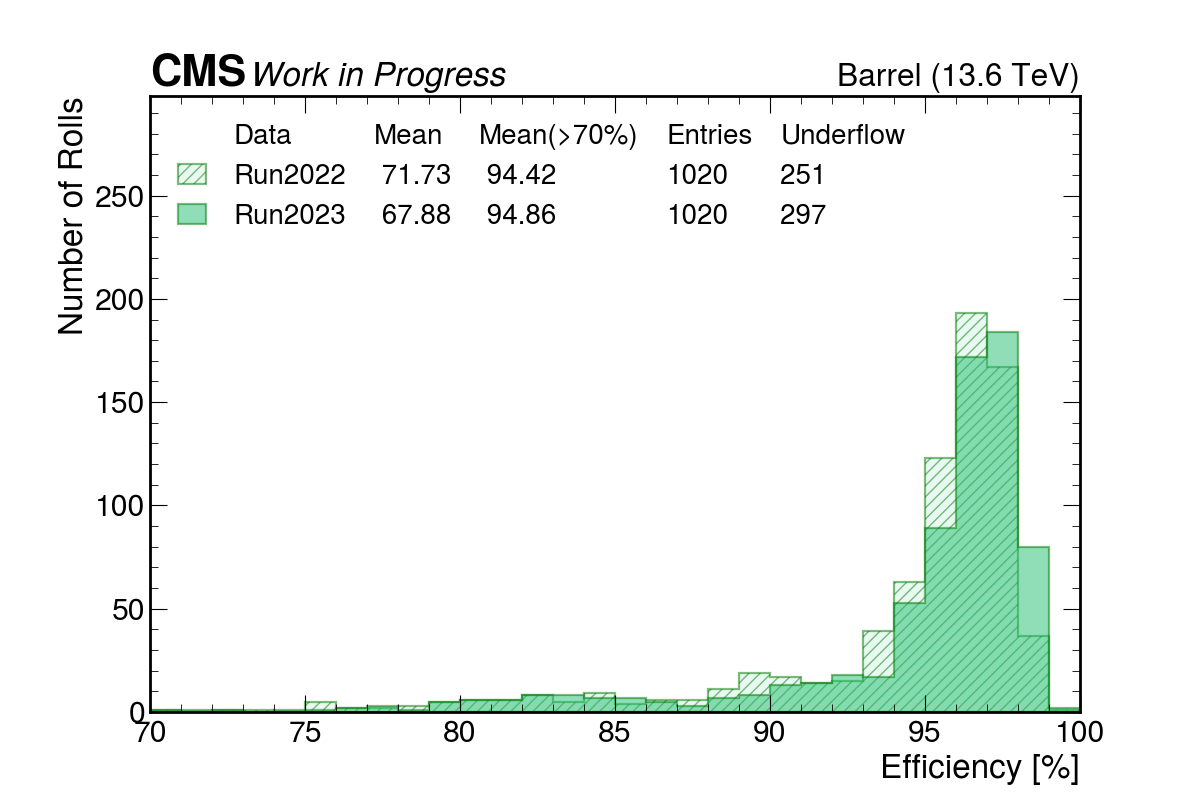 CMS Work in Progress Barrel (13.6 TeV)
Number of Rolls
Data Mean Mean(>70%) Entries Underflow
Run2022 71.73 94.42 1020 251
Run2023 67.88 94.86 1020 297
250
200
150
100
50
0
70 75 80 85 90 95 100
Efficiency [%]